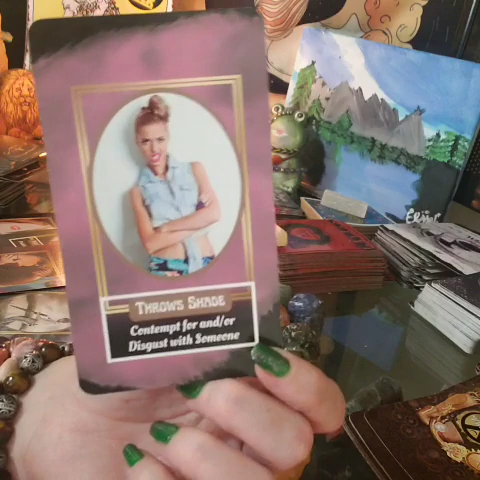 THROWS SHADE
Contempt for and/or
Disgust with Someone